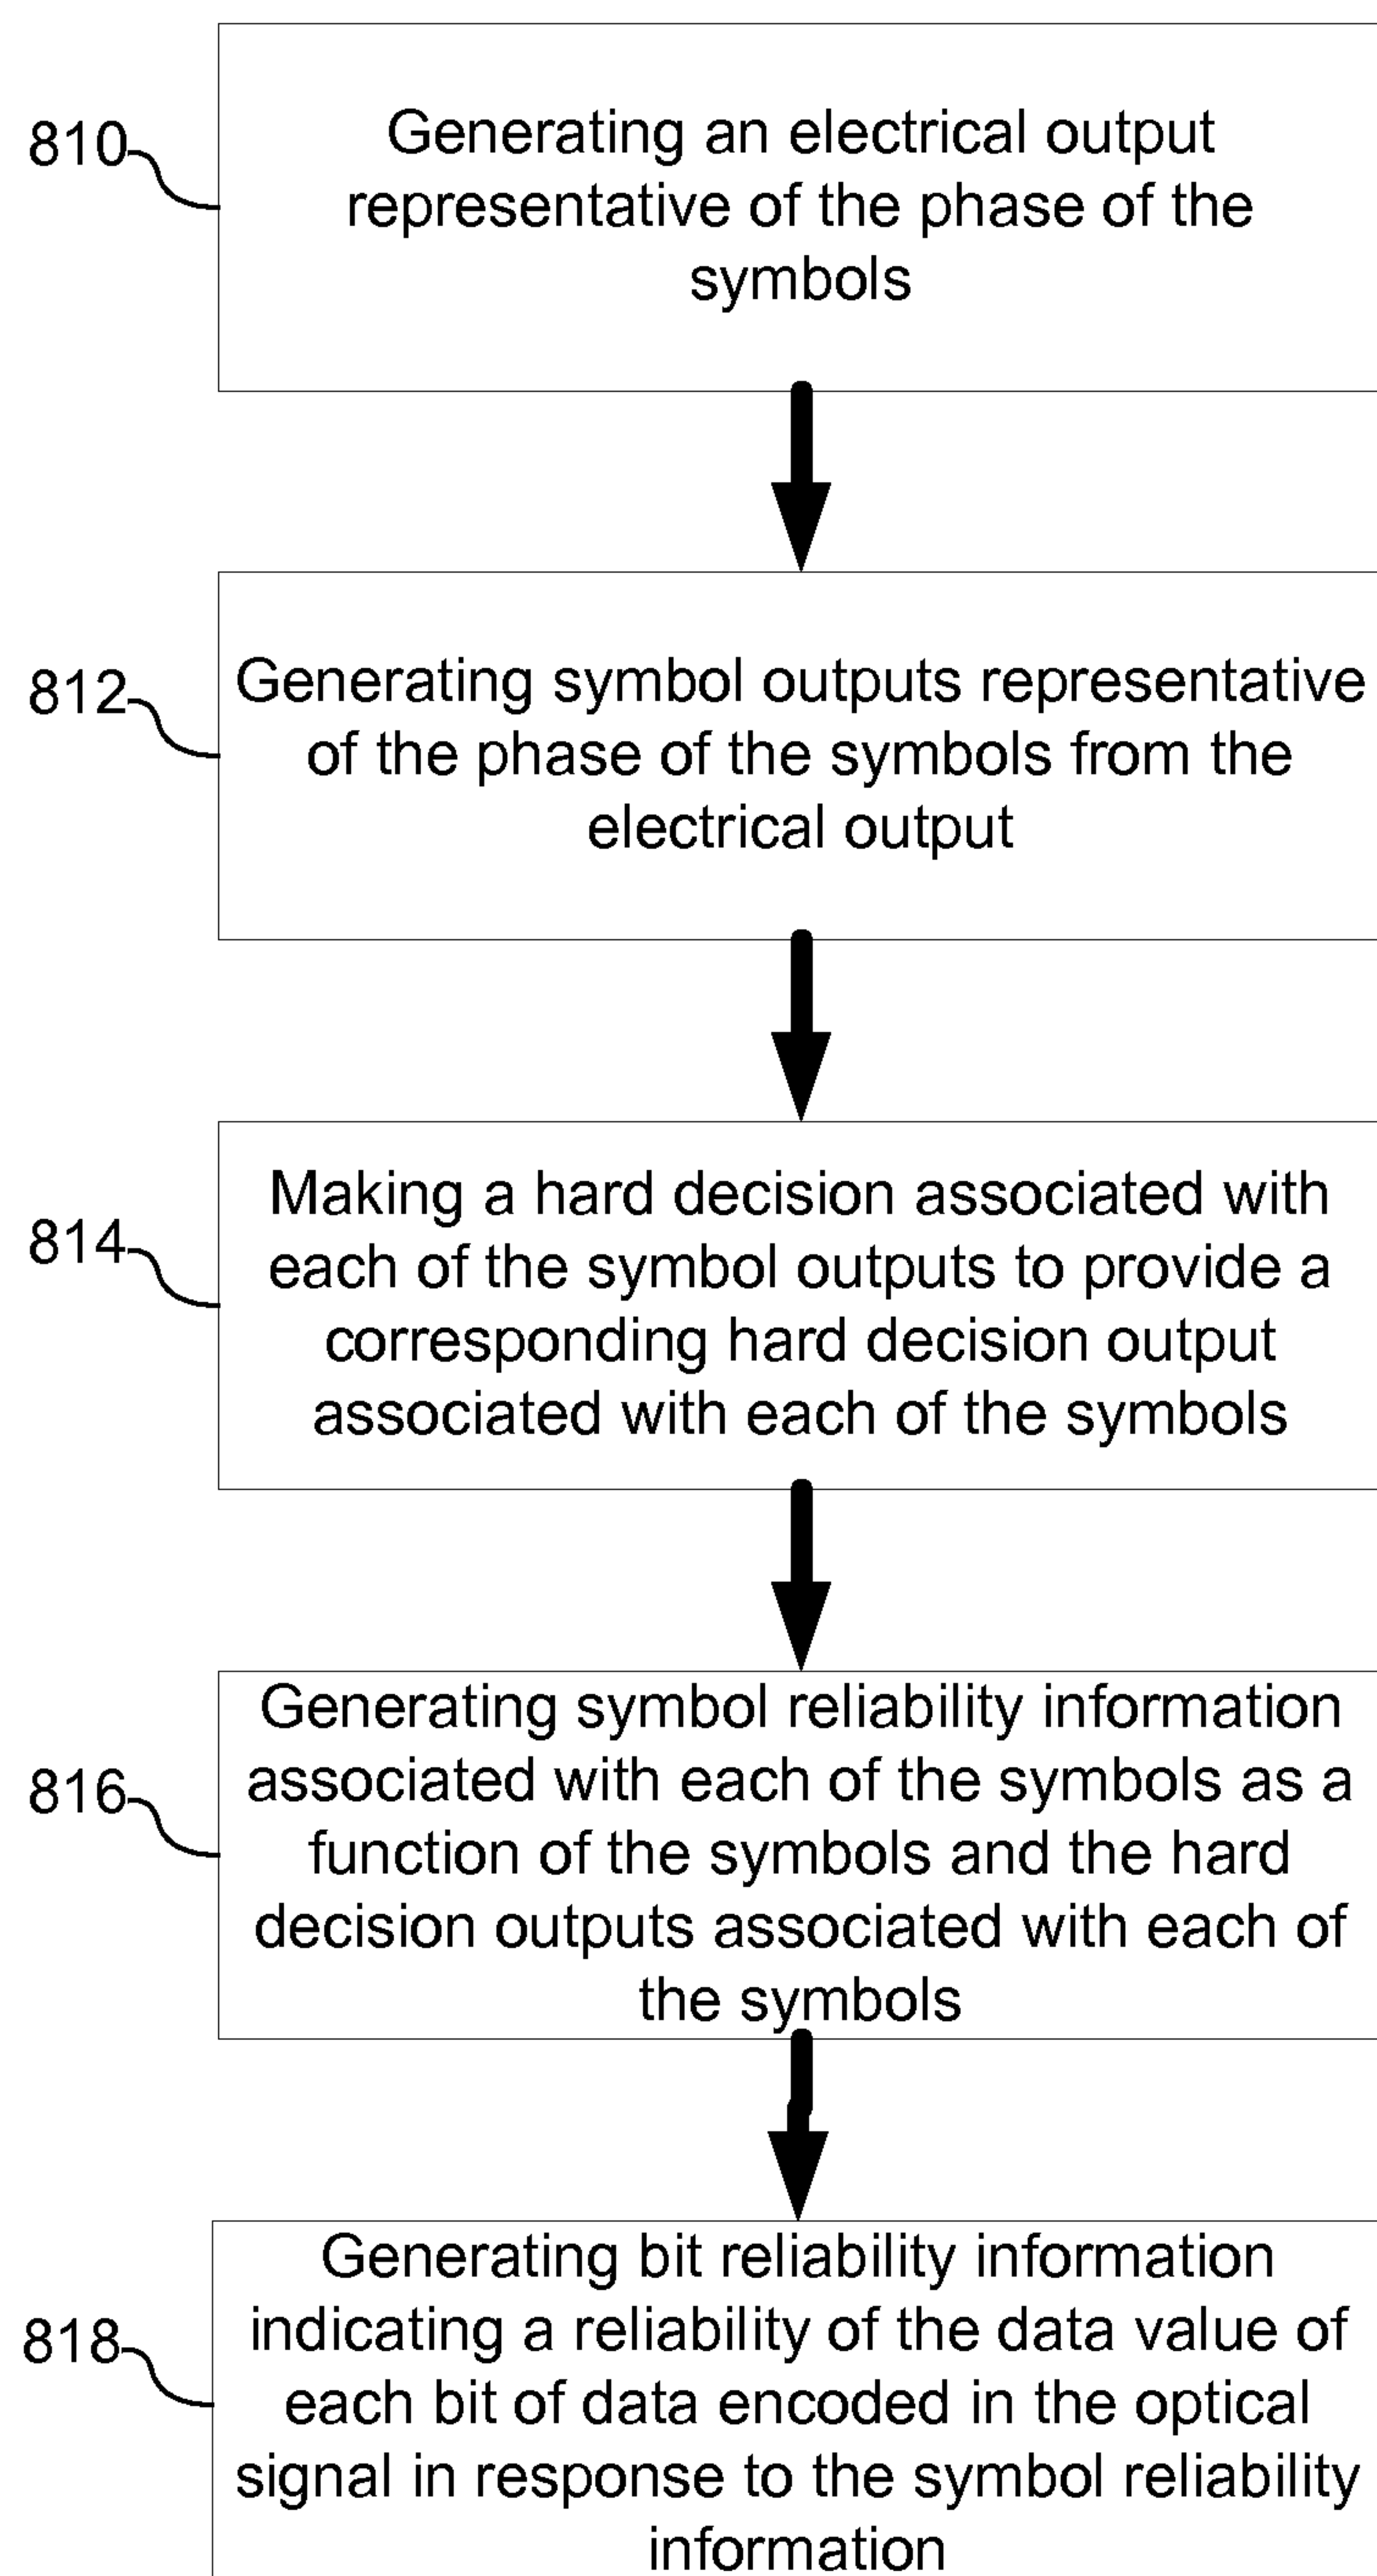 810
Generating an electrical output
representative of the phase of the
symbols
812
Generating symbol outputs representative
of the phase of the symbols from the
electrical output
814
Making a hard decision associated with
each of the symbol outputs to provide a
corresponding hard decision output
associated with each of the symbols
816
Generating symbol reliability information
associated with each of the symbols as a
function of the symbols and the hard
decision outputs associated with each of
the symbols
818
Generating bit reliability information
indicating a reliability of the data value of
each bit of data encoded in the optical
signal in response to the symbol reliability
information